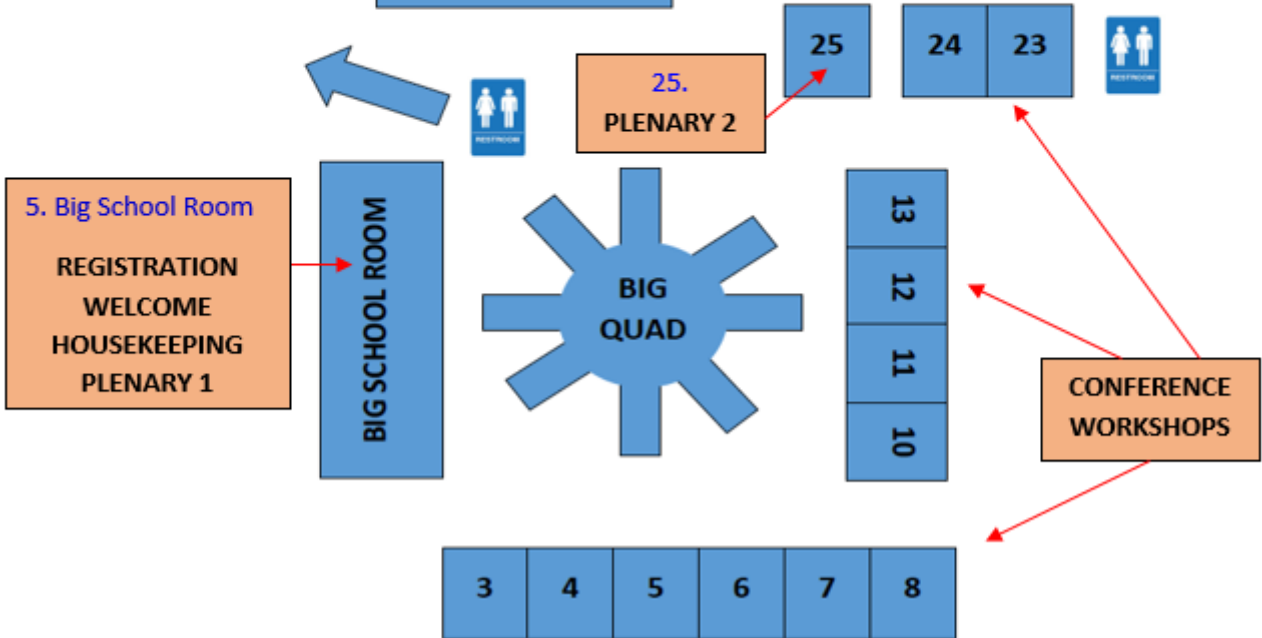 25
24
23
RESTROOM
25.
PLENARY 2
RESTROOM
5. Big School Room
REGISTRATION
WELCOME
HOUSEKEEPING
PLENARY 1
BIG SCHOOL ROOM
BIG
QUAD
13
12
11
10
CONFERENCE
WORKSHOPS
3
4
5
6
7
8